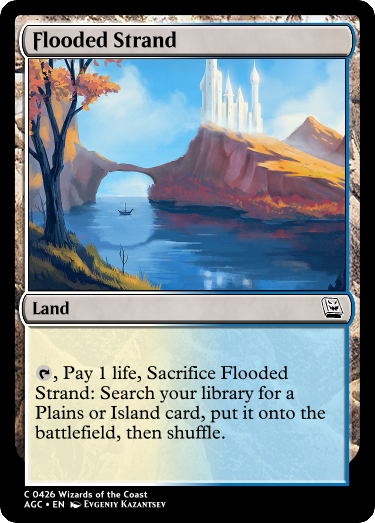 Flooded Strand
Land
, Pay 1 life, Sacrifice Flooded
Strand: Search your library for a
Plains or Island card, put it onto the
battlefield, then shuffle.
C 0426 Wizards of the Coast
AGC • EN Evgeniy Kazantsev